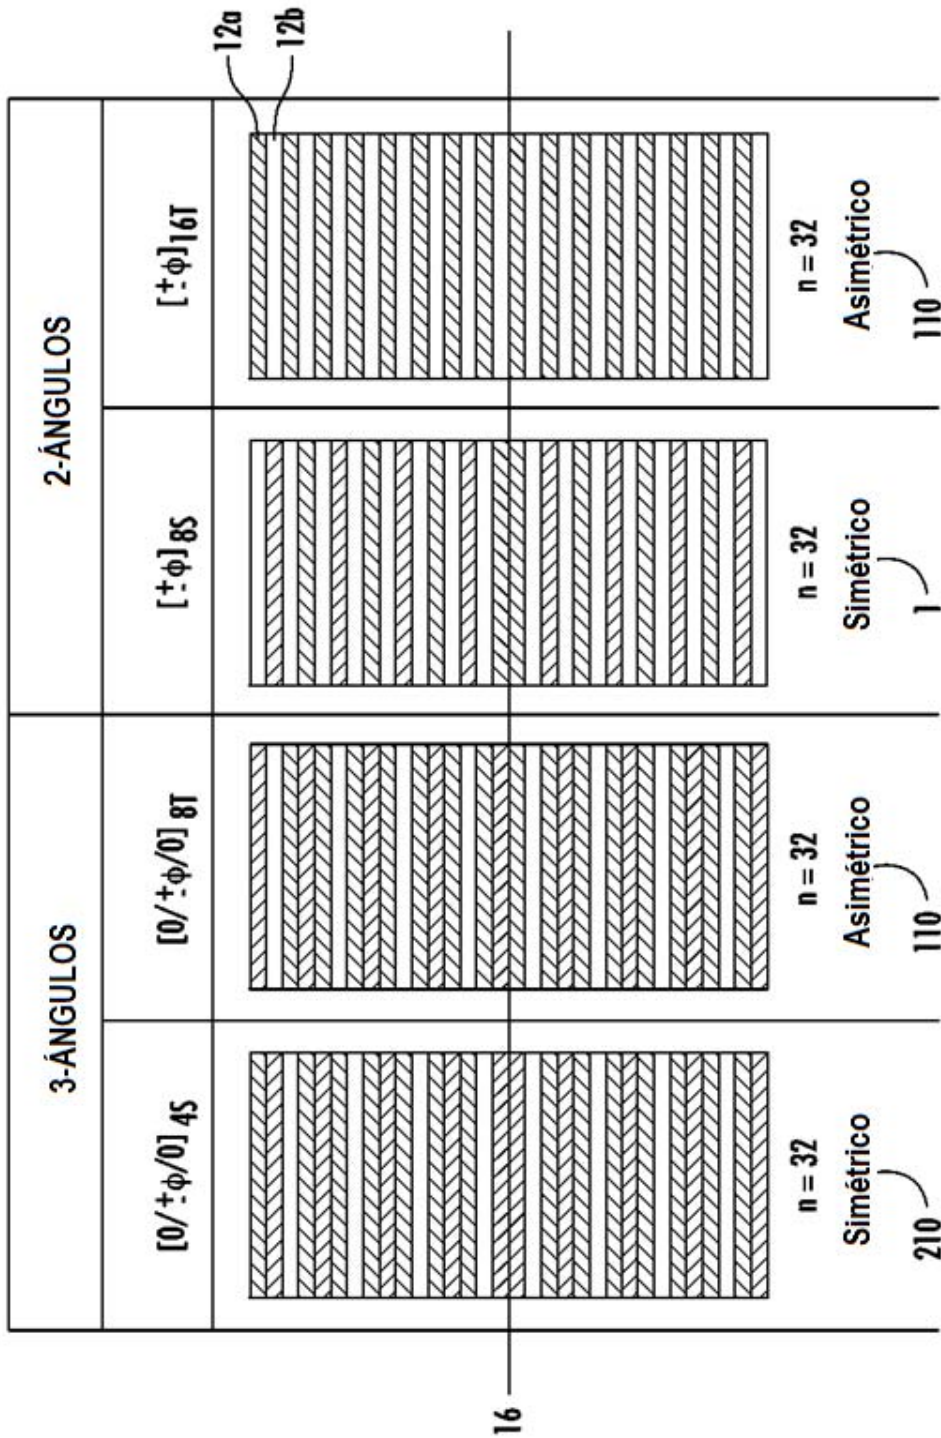 3-ÁNGULOS
2-ÁNGULOS
[0/±ϕ/0]4S
[0/±ϕ/0]8T
[±ϕ]8S
[±ϕ]16T
12a
12b
16
n = 32
n = 32
n = 32
n = 32
Simétrico
Asimétrico
Simétrico
Asimétrico
210
110
1
110